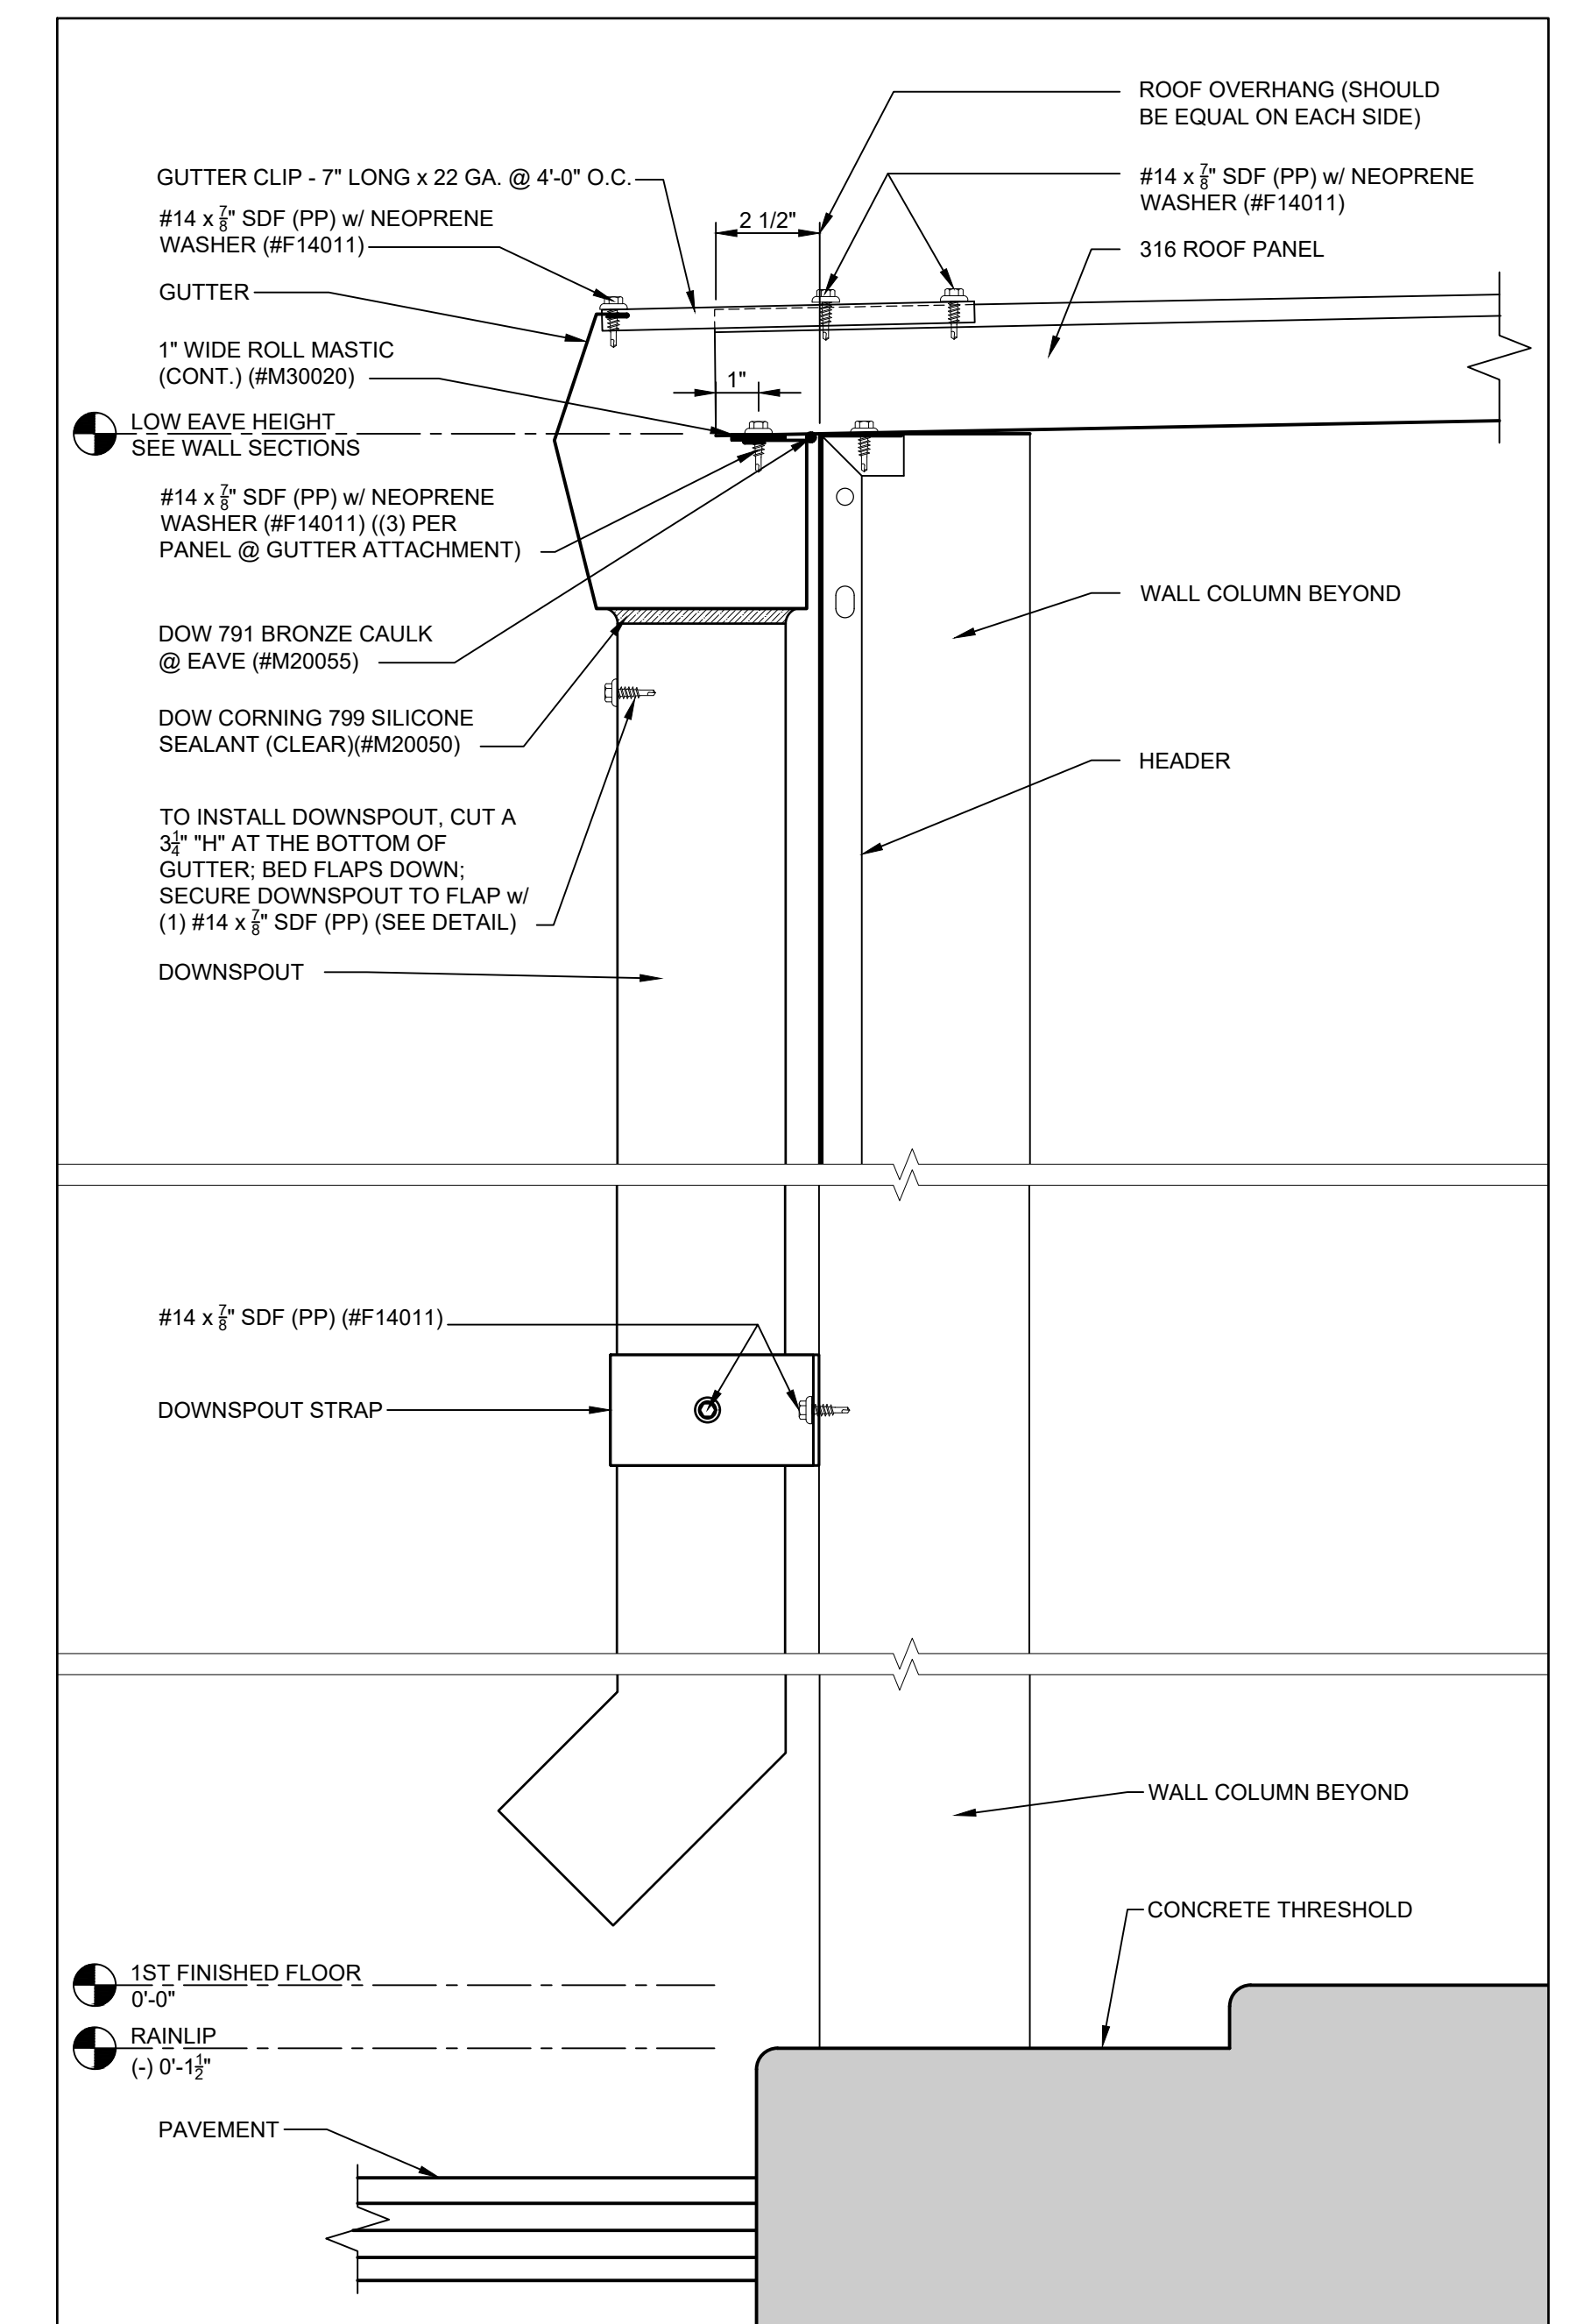 ROOF OVERHANG (SHOULD
BE EQUAL ON EACH SIDE)
GUTTER CLIP - 7" LONG x 22 GA. @ 4'-0" O.C.
#14 x 7/8" SDF (PP) w/ NEOPRENE
WASHER (#F14011)
#14 x 7/8" SDF (PP) w/ NEOPRENE
WASHER (#F14011)
2 1/2"
316 ROOF PANEL
GUTTER
1" WIDE ROLL MASTIC
(CONT.) (#M30020)
1"
LOW EAVE HEIGHT
SEE WALL SECTIONS
#14 x 7/8" SDF (PP) w/ NEOPRENE
WASHER (#F14011) ((3) PER
PANEL @ GUTTER ATTACHMENT)
WALL COLUMN BEYOND
DOW 791 BRONZE CAULK
@ EAVE (#M20055)
DOW CORNING 799 SILICONE
SEALANT (CLEAR)(#M20050)
HEADER
TO INSTALL DOWNSPOUT, CUT A
3 1/4" "H" AT THE BOTTOM OF
GUTTER; BED FLAPS DOWN;
SECURE DOWNSPOUT TO FLAP w/
(1) #14 x 7/8" SDF (PP) (SEE DETAIL)
DOWNSPOUT
#14 x 7/8" SDF (PP) (#F14011)
DOWNSPOUT STRAP
WALL COLUMN BEYOND
CONCRETE THRESHOLD
1ST FINISHED FLOOR
0'-0"
RAINLIP
(-) 0'-1 1/2"
PAVEMENT